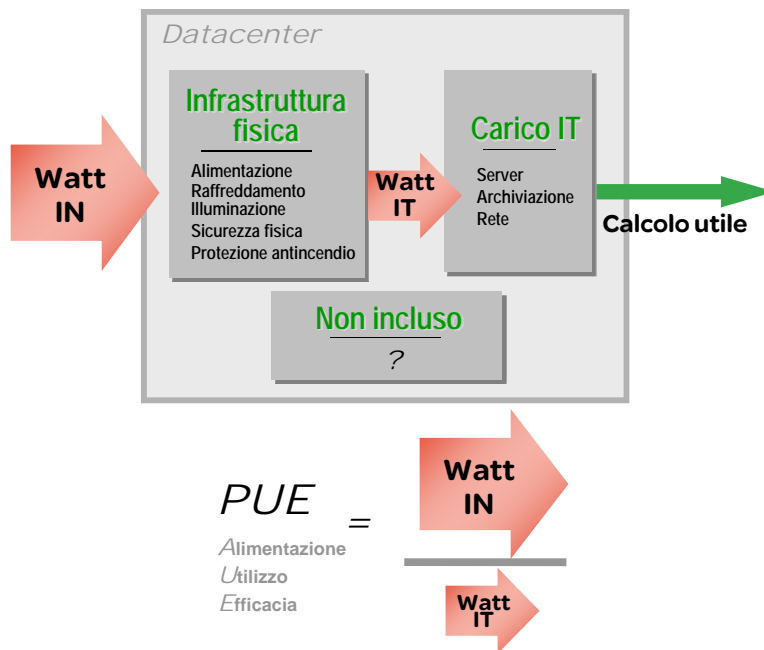 Datacenter
Infrastruttura
fisica
Alimentazione
Raffreddamento
Illuminazione
Sicurezza fisica
Protezione antincendio
Watt
IN
Watt
IT
Carico IT
Server
Archiviazione
Rete
Calcolo utile
Non incluso
?
PUE
=
Watt
IN
Watt
IT
Alimentazione
Utilizzo
Efficacia